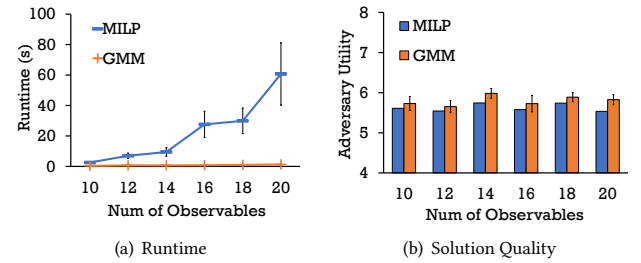 100
80
60
40
20
0
Runtime (s)
MILP
GMM
10 12 14 16 18 20
Num of Observables
(a) Runtime
8
7
6
5
4
Adversary Utility
MILP
GMM
10 12 14 16 18 20
Num of Observables
(b) Solution Quality